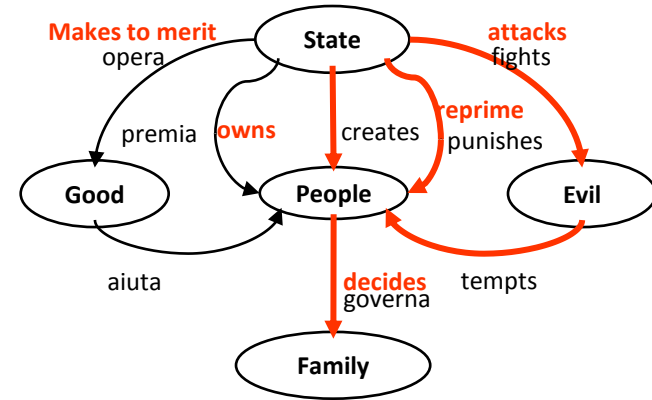 Makes to merit
State
attacks
opera
fights
reprime
premia
owns
creates
punishes
Good
People
Evil
aiuta
decides
tempts
governa
Family